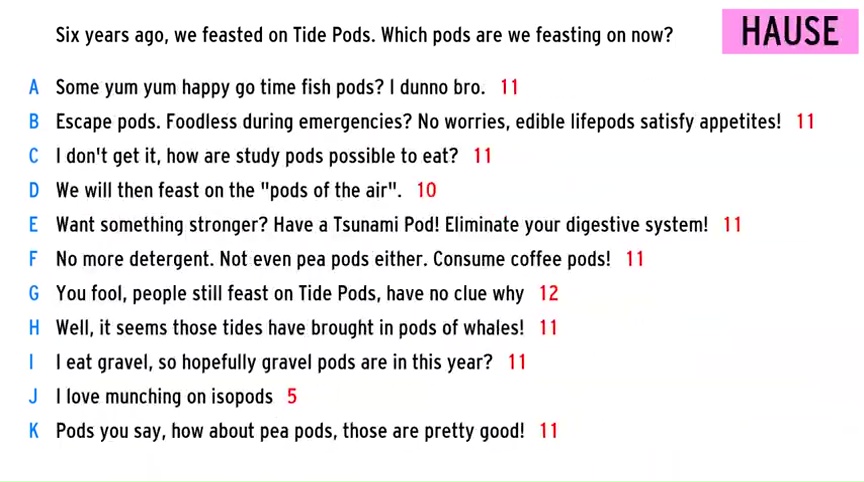 Six years ago, we feasted on Tide Pods. Which pods are we feasting on now?
HAUSE
A Some yum yum happy go time fish pods? I dunno bro. 11
B Escape pods. Foodless during emergencies? No worries, edible lifepods satisfy appetites! 11
C I don't get it, how are study pods possible to eat? 11
D We will then feast on the "pods of the air". 10
E Want something stronger? Have a Tsunami Pod! Eliminate your digestive system! 11
F No more detergent. Not even pea pods either. Consume coffee pods! 11
G You fool, people still feast on Tide Pods, have no clue why 12
H Well, it seems those tides have brought in pods of whales! 11
I I eat gravel, so hopefully gravel pods are in this year? 11
J I love munching on isopods 5
K Pods you say, how about pea pods, those are pretty good! 11